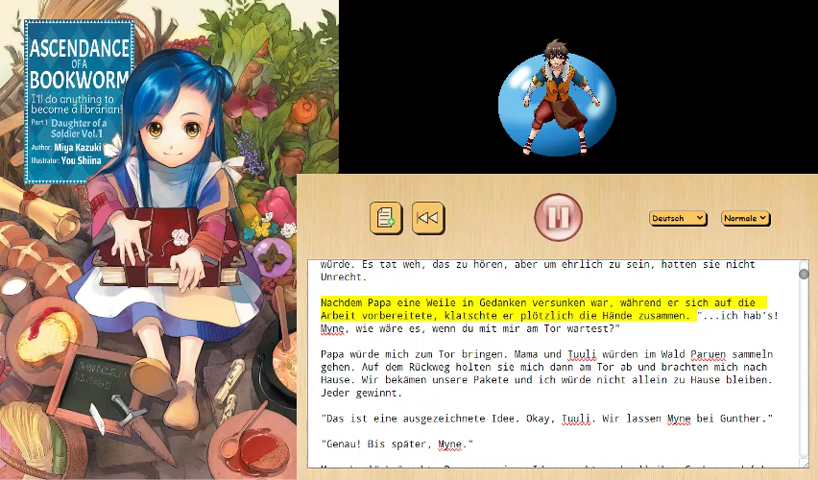 ASCENDANCE
OF A
BOOKWORM
I'll do anything to
become a librarian!
Part 1 Daughter of a
Soldier Vol.1
Author: Miya Kazuki
Illustrator: You Shiina
Deutsch
Normale
würde. Es tat weh, das zu hören, aber um ehrlich zu sein, hatten sie nicht
Unrecht.
Nachdem Papa eine Weile in Gedanken versunken war, während er sich auf die
Arbeit vorbereitete, klatschte er plötzlich die Hände zusammen. "...ich hab's!
Myne, wie wäre es, wenn du mit mir am Tor wartest?"
Papa würde mich zum Tor bringen. Mama und Tuuli würden im Wald Paruen sammeln
gehen. Auf dem Rückweg holten sie mich dann am Tor ab und brachten mich nach
Hause. Wir bekämen unsere Pakete und ich würde nicht allein zu Hause bleiben.
Jeder gewinnt.
"Das ist eine ausgezeichnete Idee. Okay, Tuuli. Wir lassen Myne bei Gunther."
"Genau! Bis später, Myne."